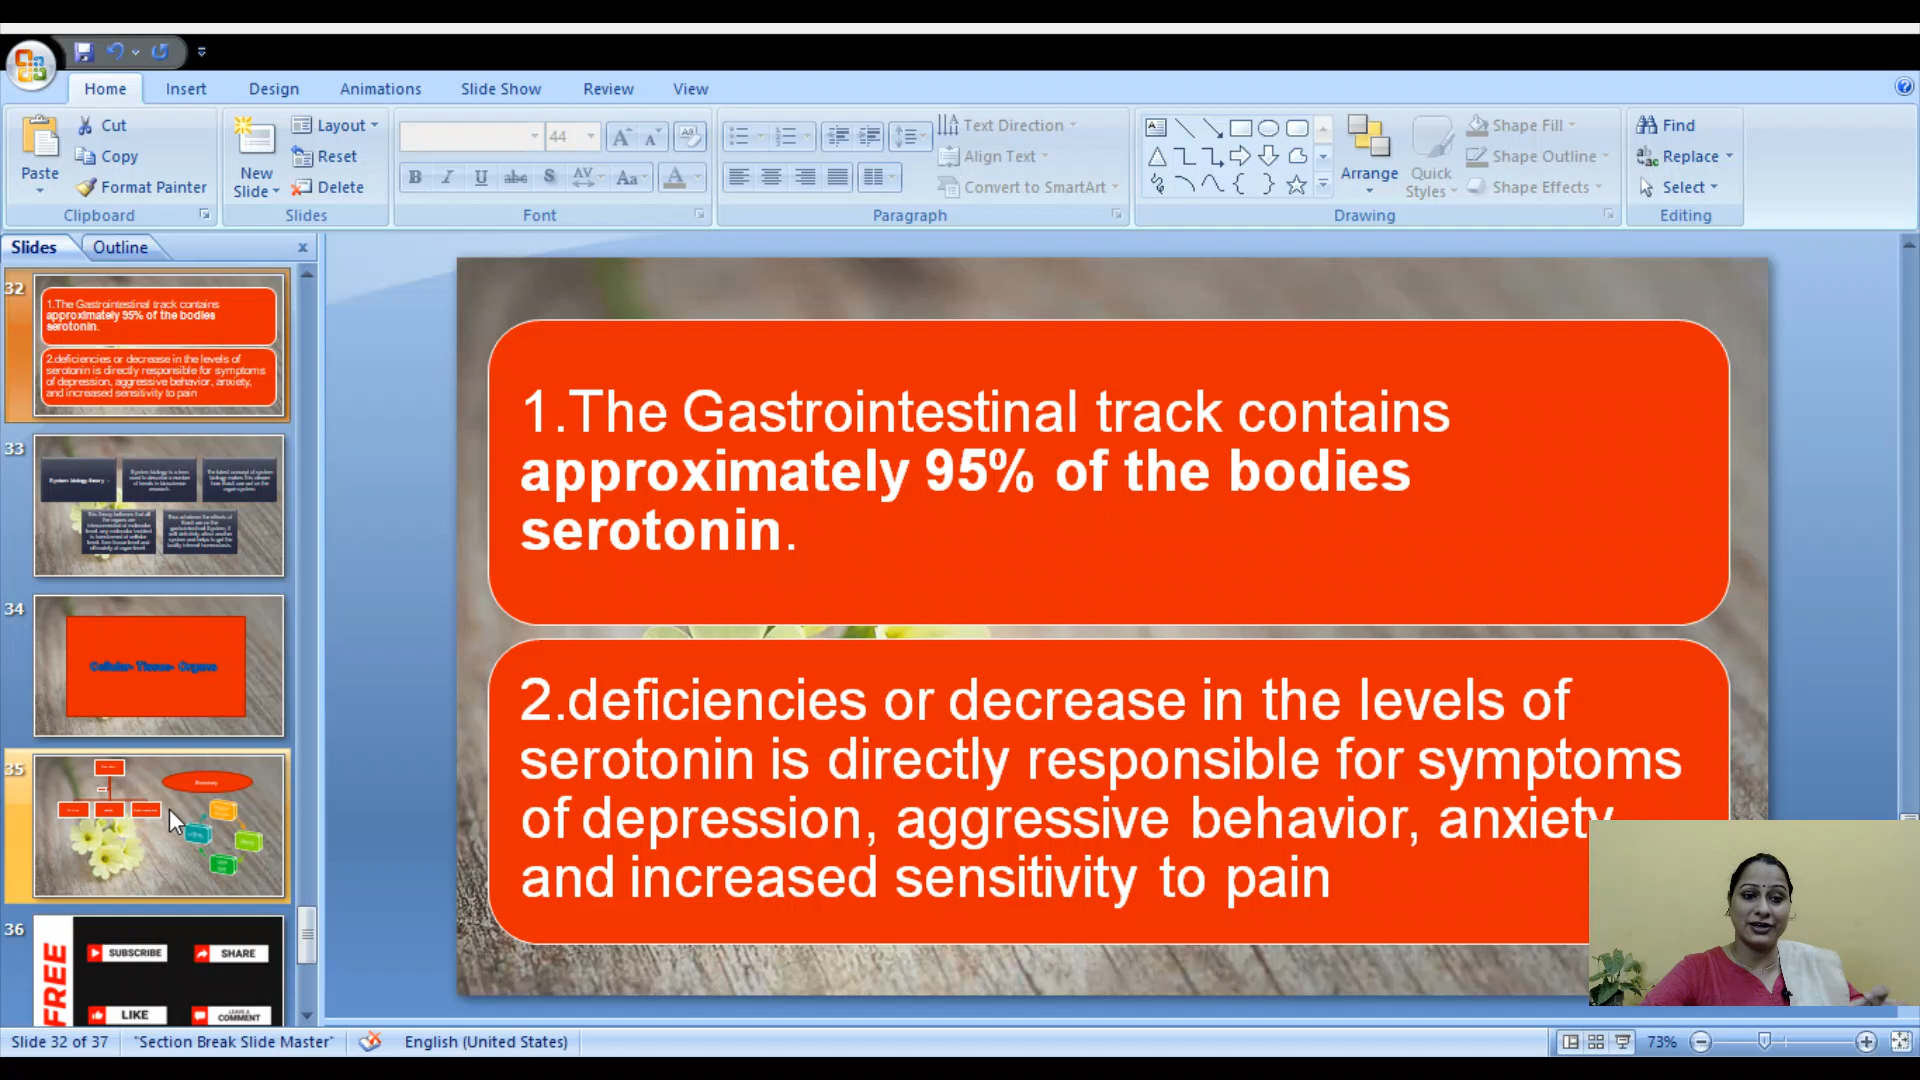 Home Insert Design Animations Slide Show Review View
Paste
Cut
Copy
Format Painter
Clipboard
New
Slide
Layout
Reset
Delete
Slides
44
Font
Text Direction
Align Text
Convert to SmartArt
Paragraph
Arrange
Quick
Styles
Shape Fill
Shape Outline
Shape Effects
Drawing
Find
Replace
Select
Editing
Slides Outline
32
1.The Gastrointestinal track contains
approximately 95% of the bodies
serotonin.
2.deficiencies or decrease in the levels of
serotonin is directly responsible for symptoms
of depression, aggressive behavior, anxiety,
and increased sensitivity to pain
33
34
Cellular- Tissue- Organs
35
36
FREE
SUBSCRIBE
SHARE
LIKE
LEAVE A
COMMENT
1.The Gastrointestinal track contains
approximately 95% of the bodies
serotonin.
2.deficiencies or decrease in the levels of
serotonin is directly responsible for symptoms
of depression, aggressive behavior, anxiety
and increased sensitivity to pain
Slide 32 of 37
"Section Break Slide Master"
English (United States)
73%